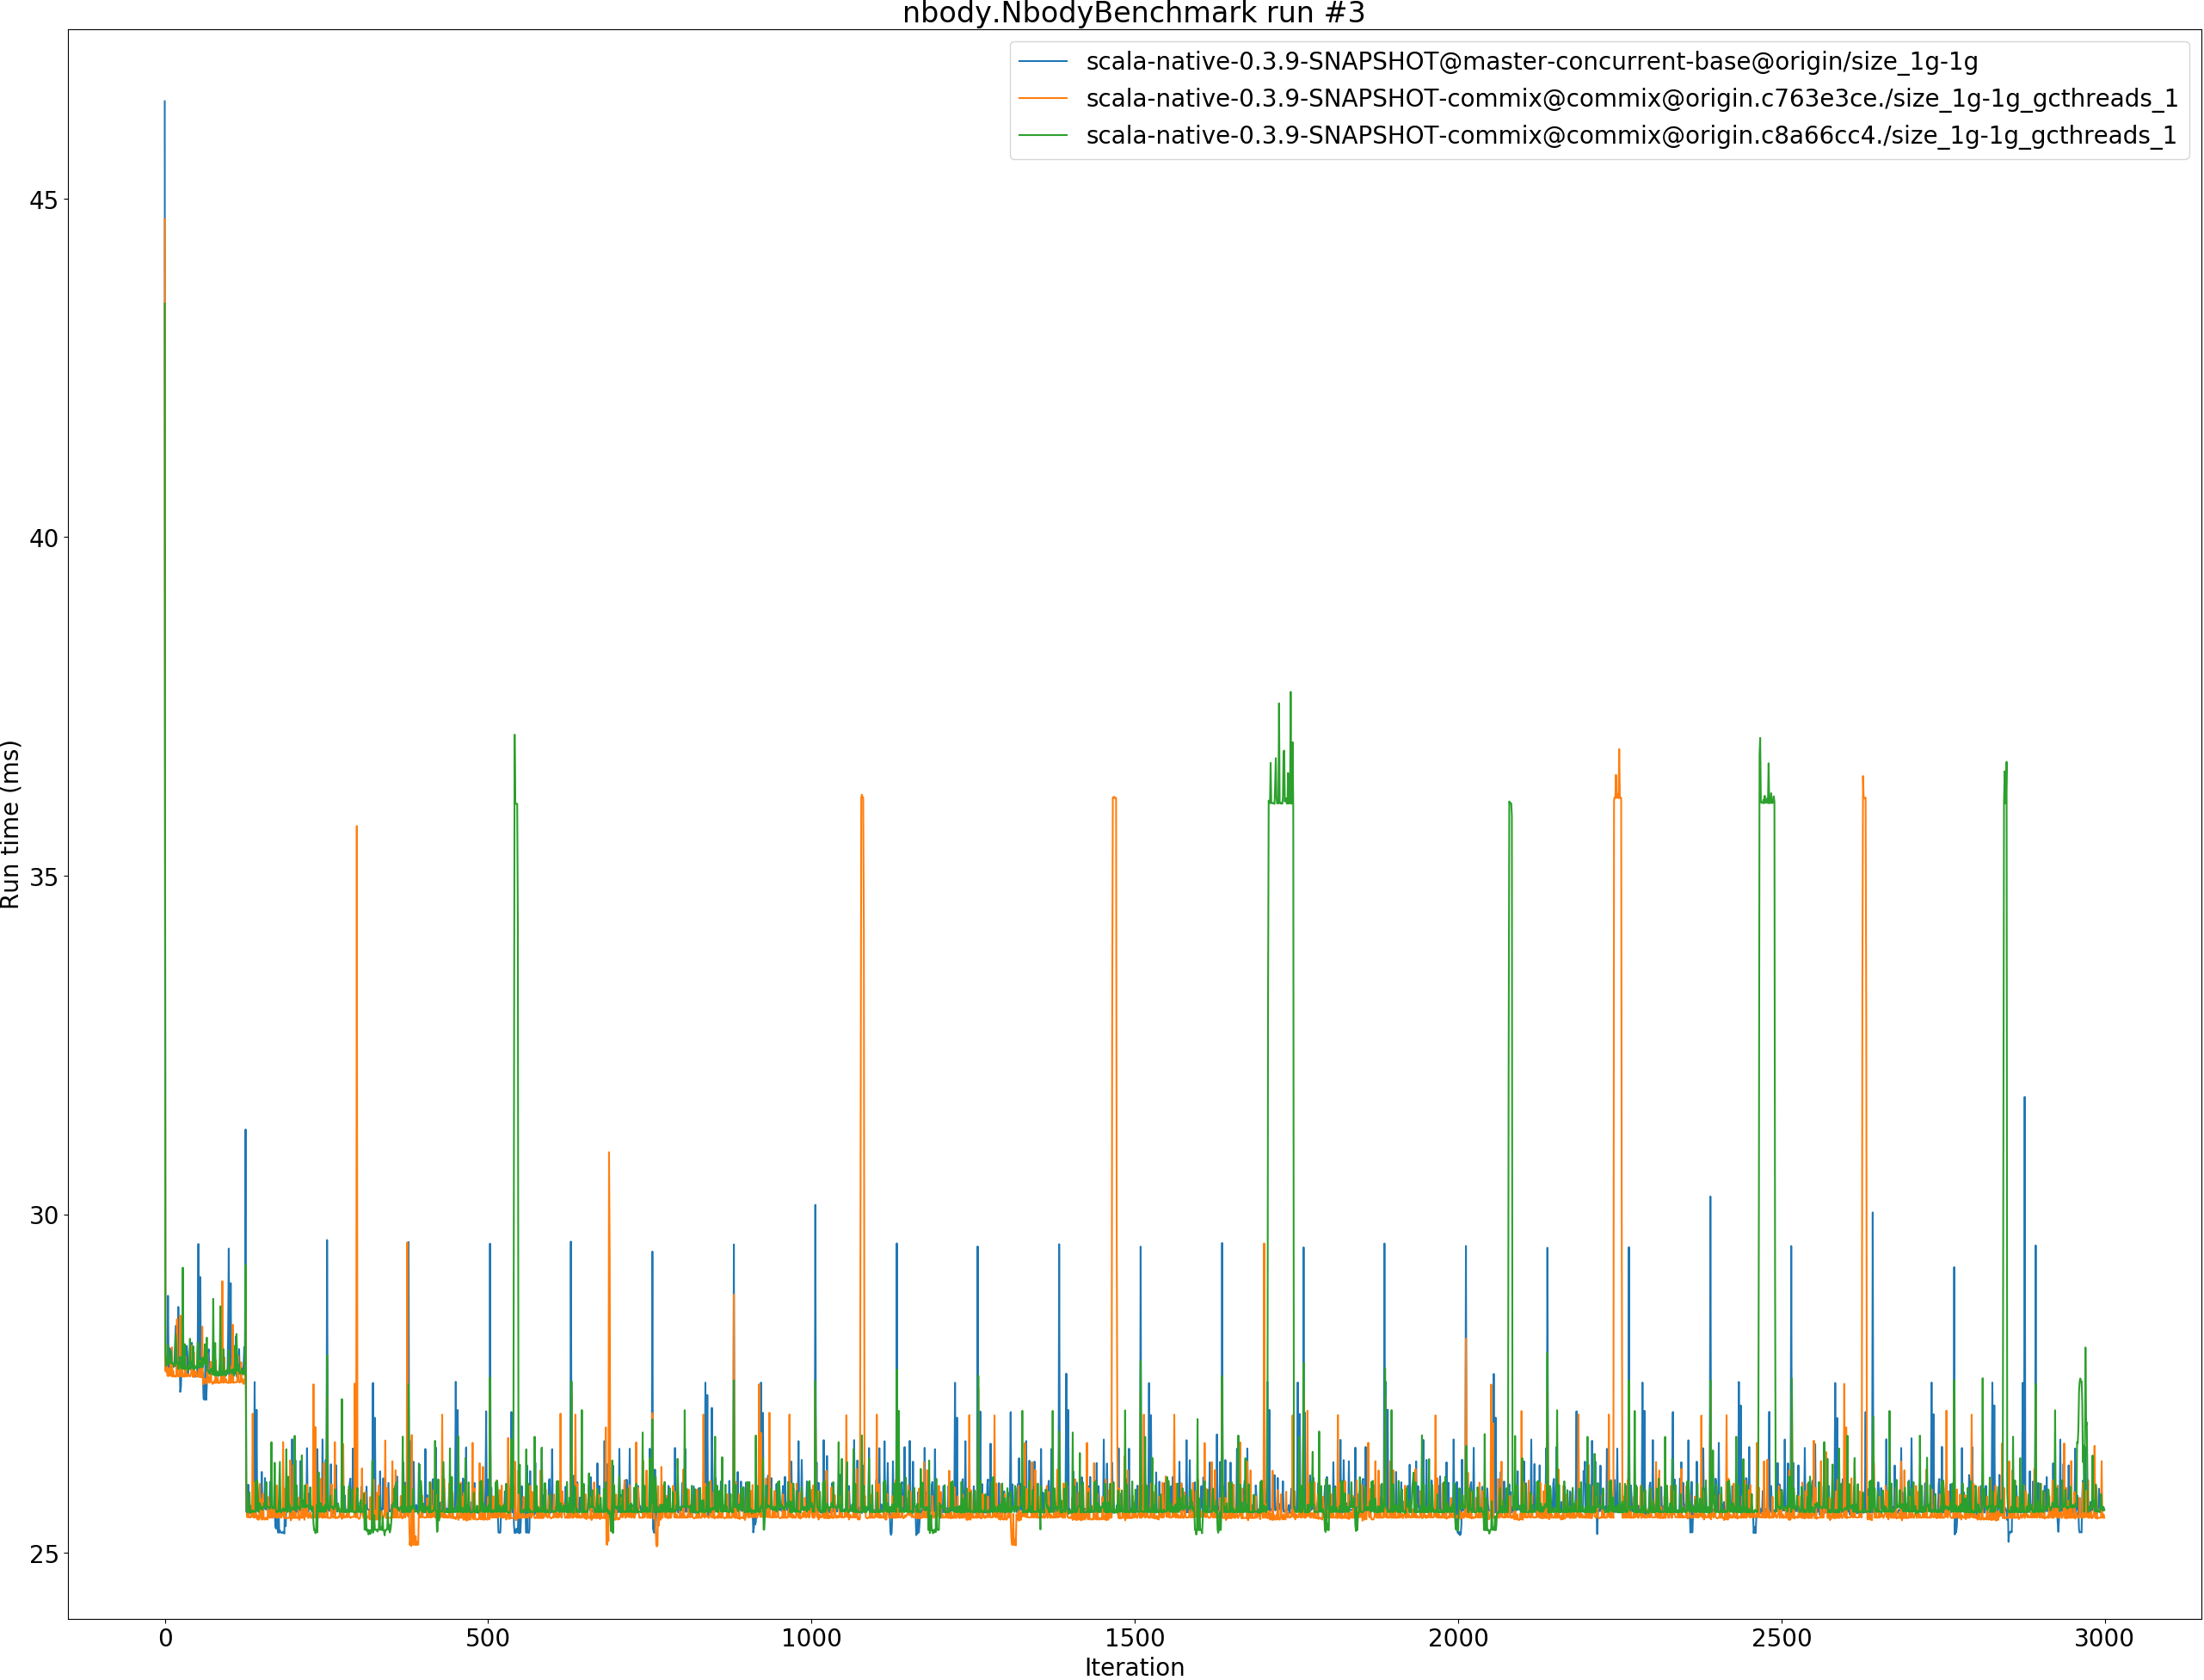 nbody.NbodyBenchmark run #3
scala-native-0.3.9-SNAPSHOT@master-concurrent-base@origin/size_1g-1g
scala-native-0.3.9-SNAPSHOT-commix@commix@origin.c763e3ce./size_1g-1g_gcthreads_1
scala-native-0.3.9-SNAPSHOT-commix@commix@origin.c8a66cc4./size_1g-1g_gcthreads_1
Run time (ms)
45
40
35
30
25
0 500 1000 1500 2000 2500 3000
Iteration